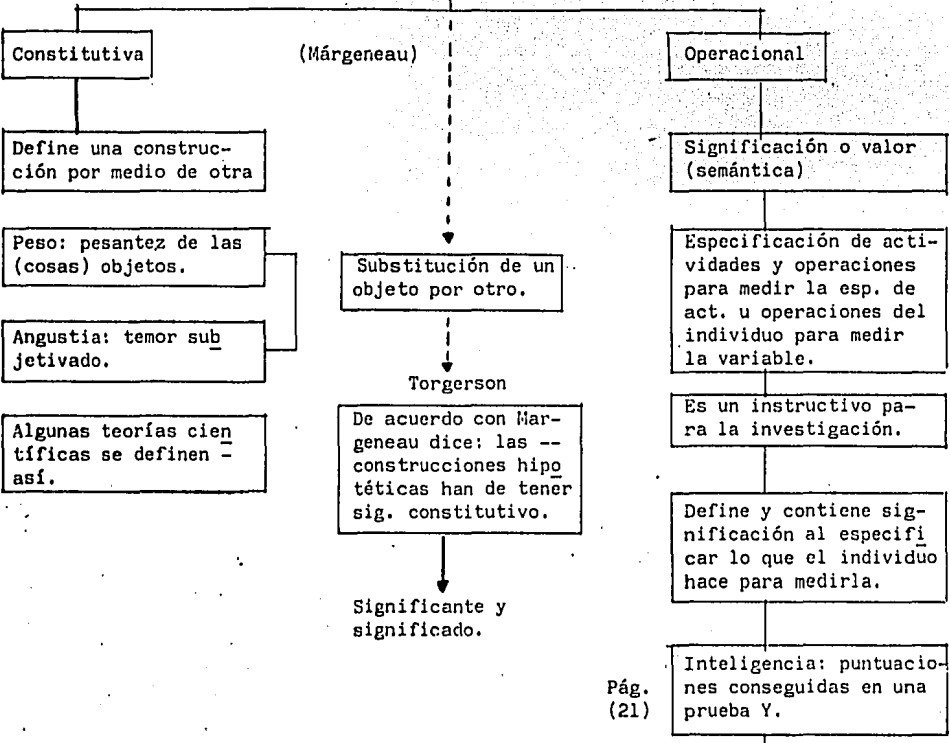 Constitutiva
Define una construc-
ción por medio de otra
Peso: pesantez de las
(cosas) objetos.
Angustia: temor sub
jetivado.
Algunas teorías cien
tíficas se definen -
así.
(Márgeneau)
Substitución de un
objeto por otro.
Torgerson
De acuerdo con Mar-
geneau dice: las --
construcciones hipo
téticas han de tener
sig. constitutivo.
Significante y
significado.
Operacional
Significación o valor
(semántica)
Especificación de acti-
vidades y operaciones
para medir la esp. de
act. u operaciones del
individuo para medir
la variable.
Es un instructivo pa-
ra la investigación.
Define y contiene sig-
nificación al especifi
car lo que el individuo
hace para medirla.
Pág.
(21)
Inteligencia: puntuacio-
nes conseguidas en una
prueba Y.